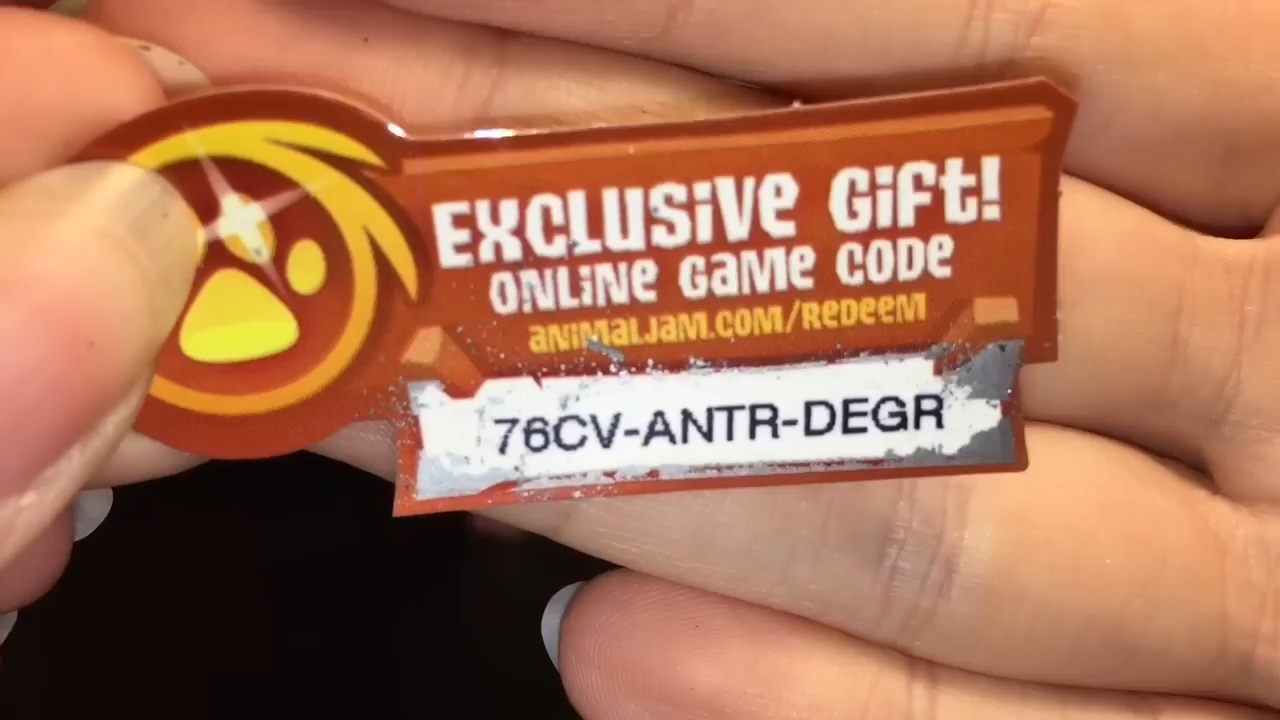 EXCLUSiVe GiFt!
ONLiNe GaMe CODe
aNiMaLJaM.COM/ReDeeM
76CV-ANTR-DEGR